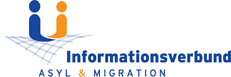 Informationsverbund
ASYL & MIGRATION